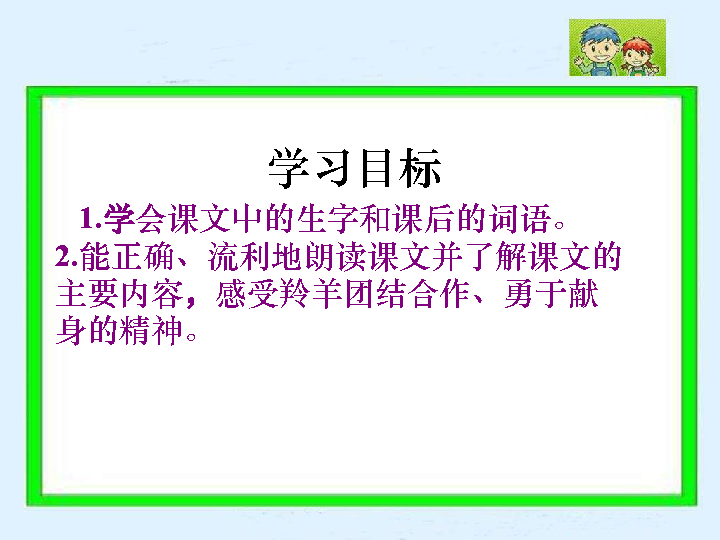 学习目标
1.学会课文中的生字和课后的词语。
2.能正确、流利地朗读课文并了解课文的
主要内容，感受羚羊团结合作、勇于献
身的精神。